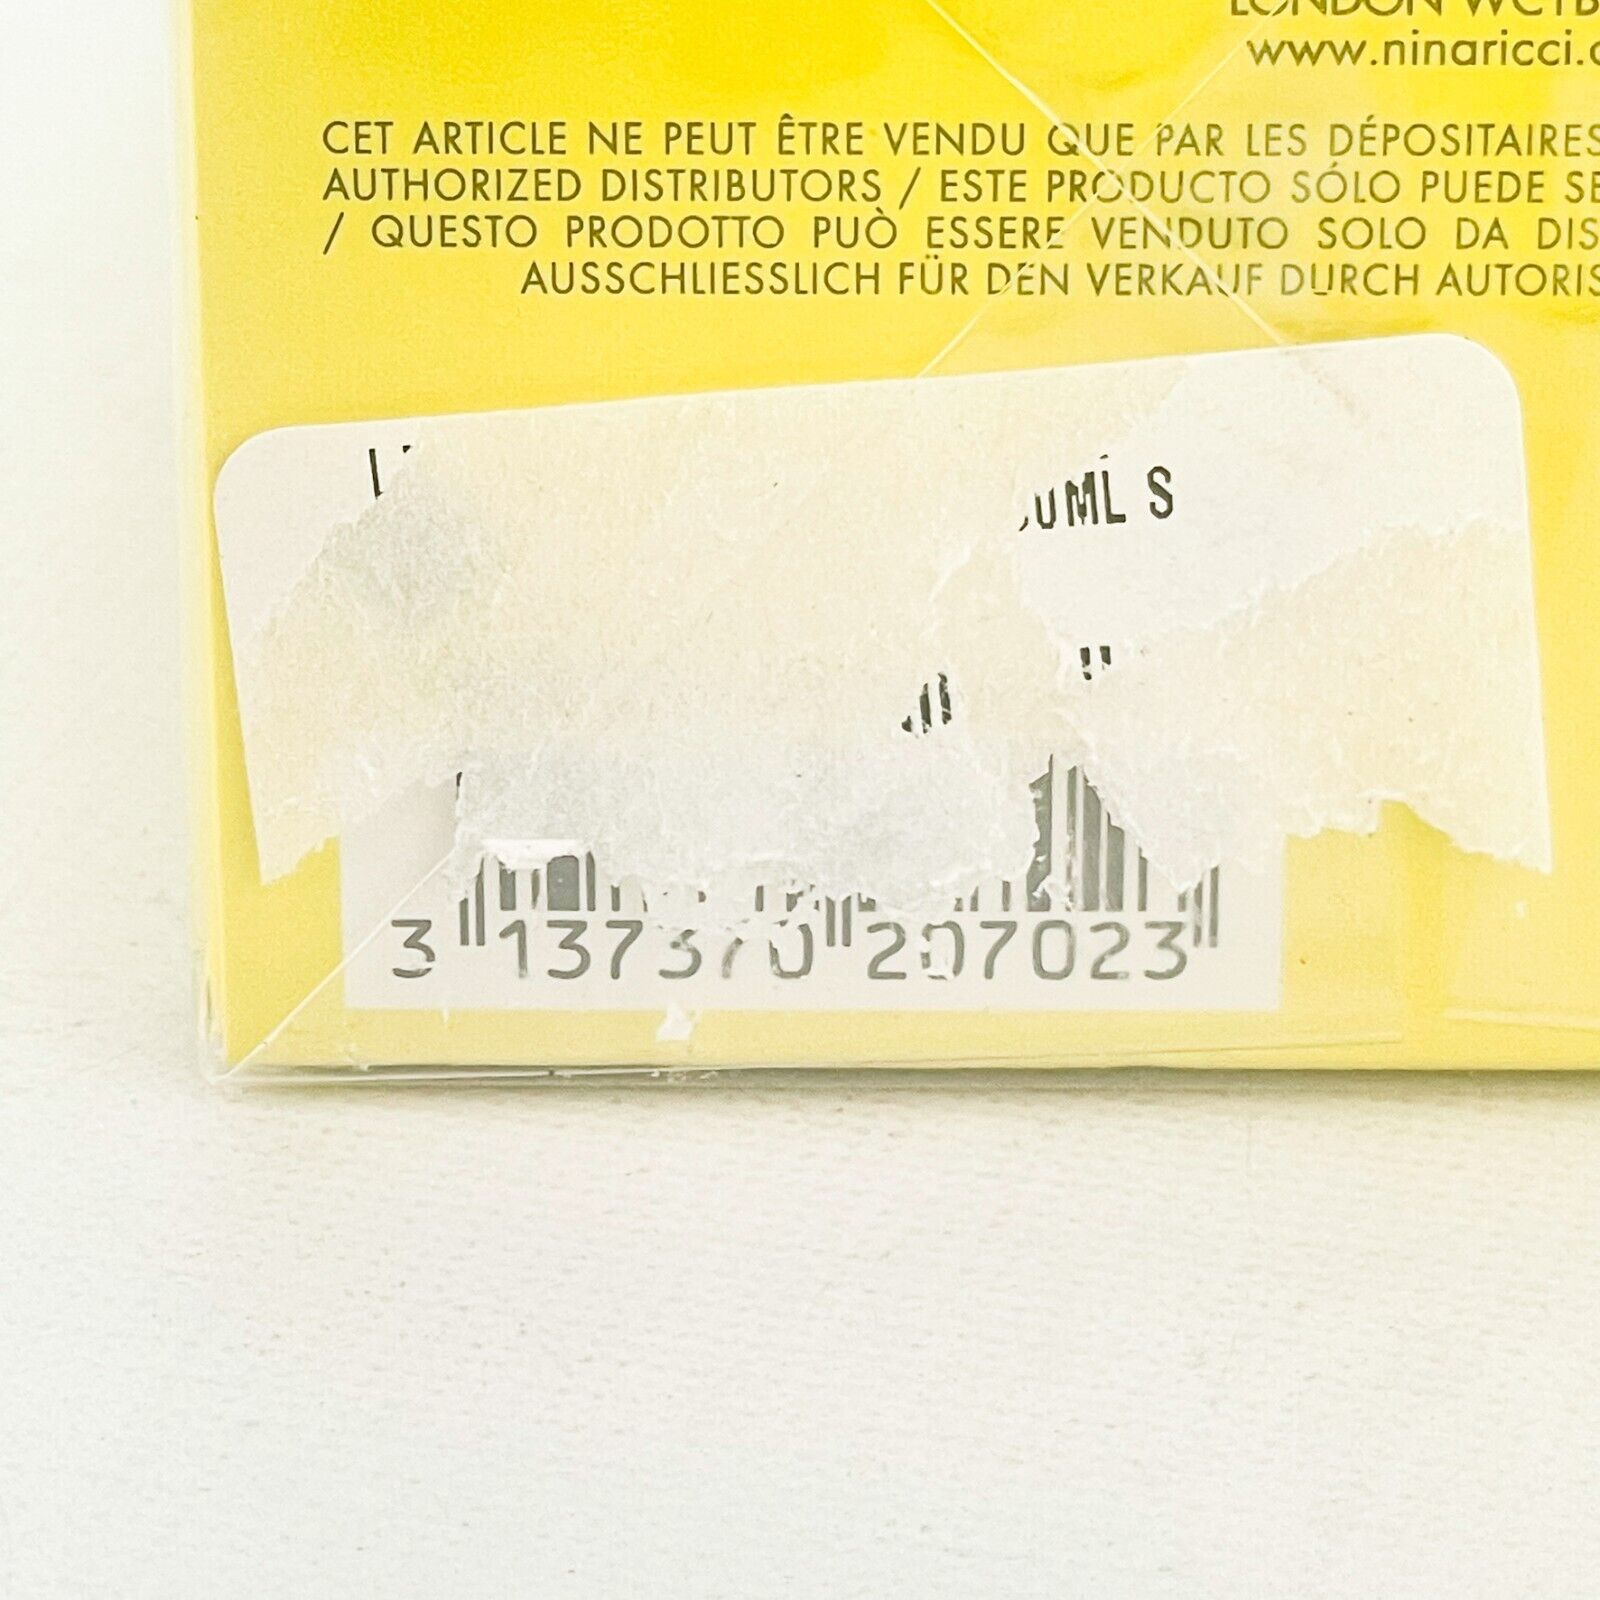 LONDON WC1B
www.ninaricci.c
CET ARTICLE NE PEUT ÊTRE VENDU QUE PAR LES DÉPOSITAIRES
AUTHORIZED DISTRIBUTORS / ESTE PRODUCTO SÓLO PUEDE SE
/ QUESTO PRODOTTO PUÒ ESSERE VENDUTO SOLO DA DIS
AUSSCHLIESSLICH FÜR DEN VERKAUF DURCH AUTORIS
0ML S
3 137370 207023